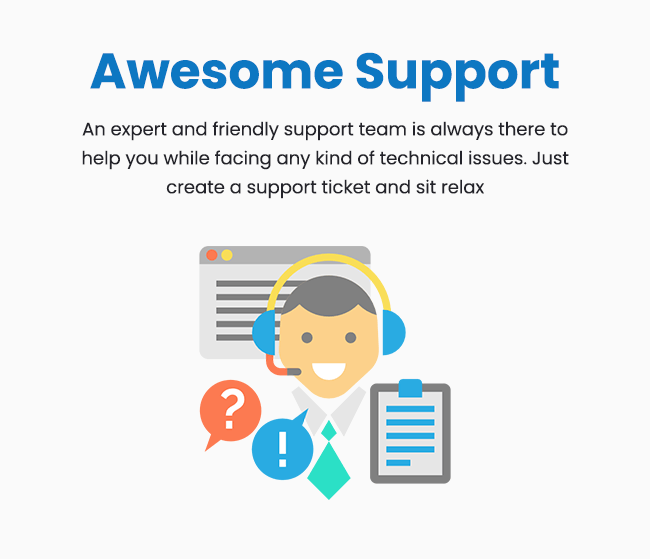 Awesome Support
An expert and friendly support team is always there to
help you while facing any kind of technical issues. Just
create a support ticket and sit relax
?
!